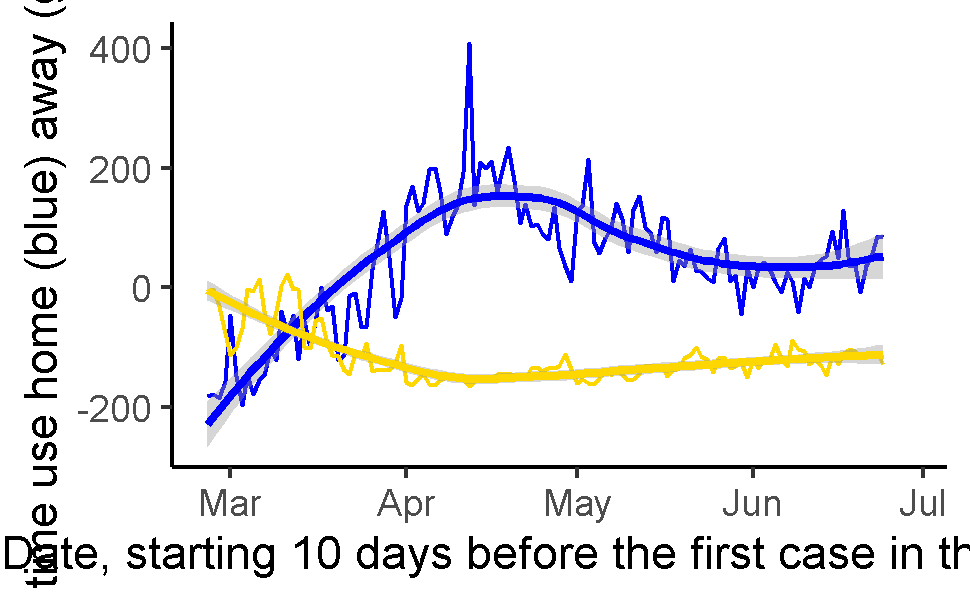 time use home (blue) away (
400
200
0
-200
Mar Apr May Jun Jul
Date, starting 10 days before the first case in th